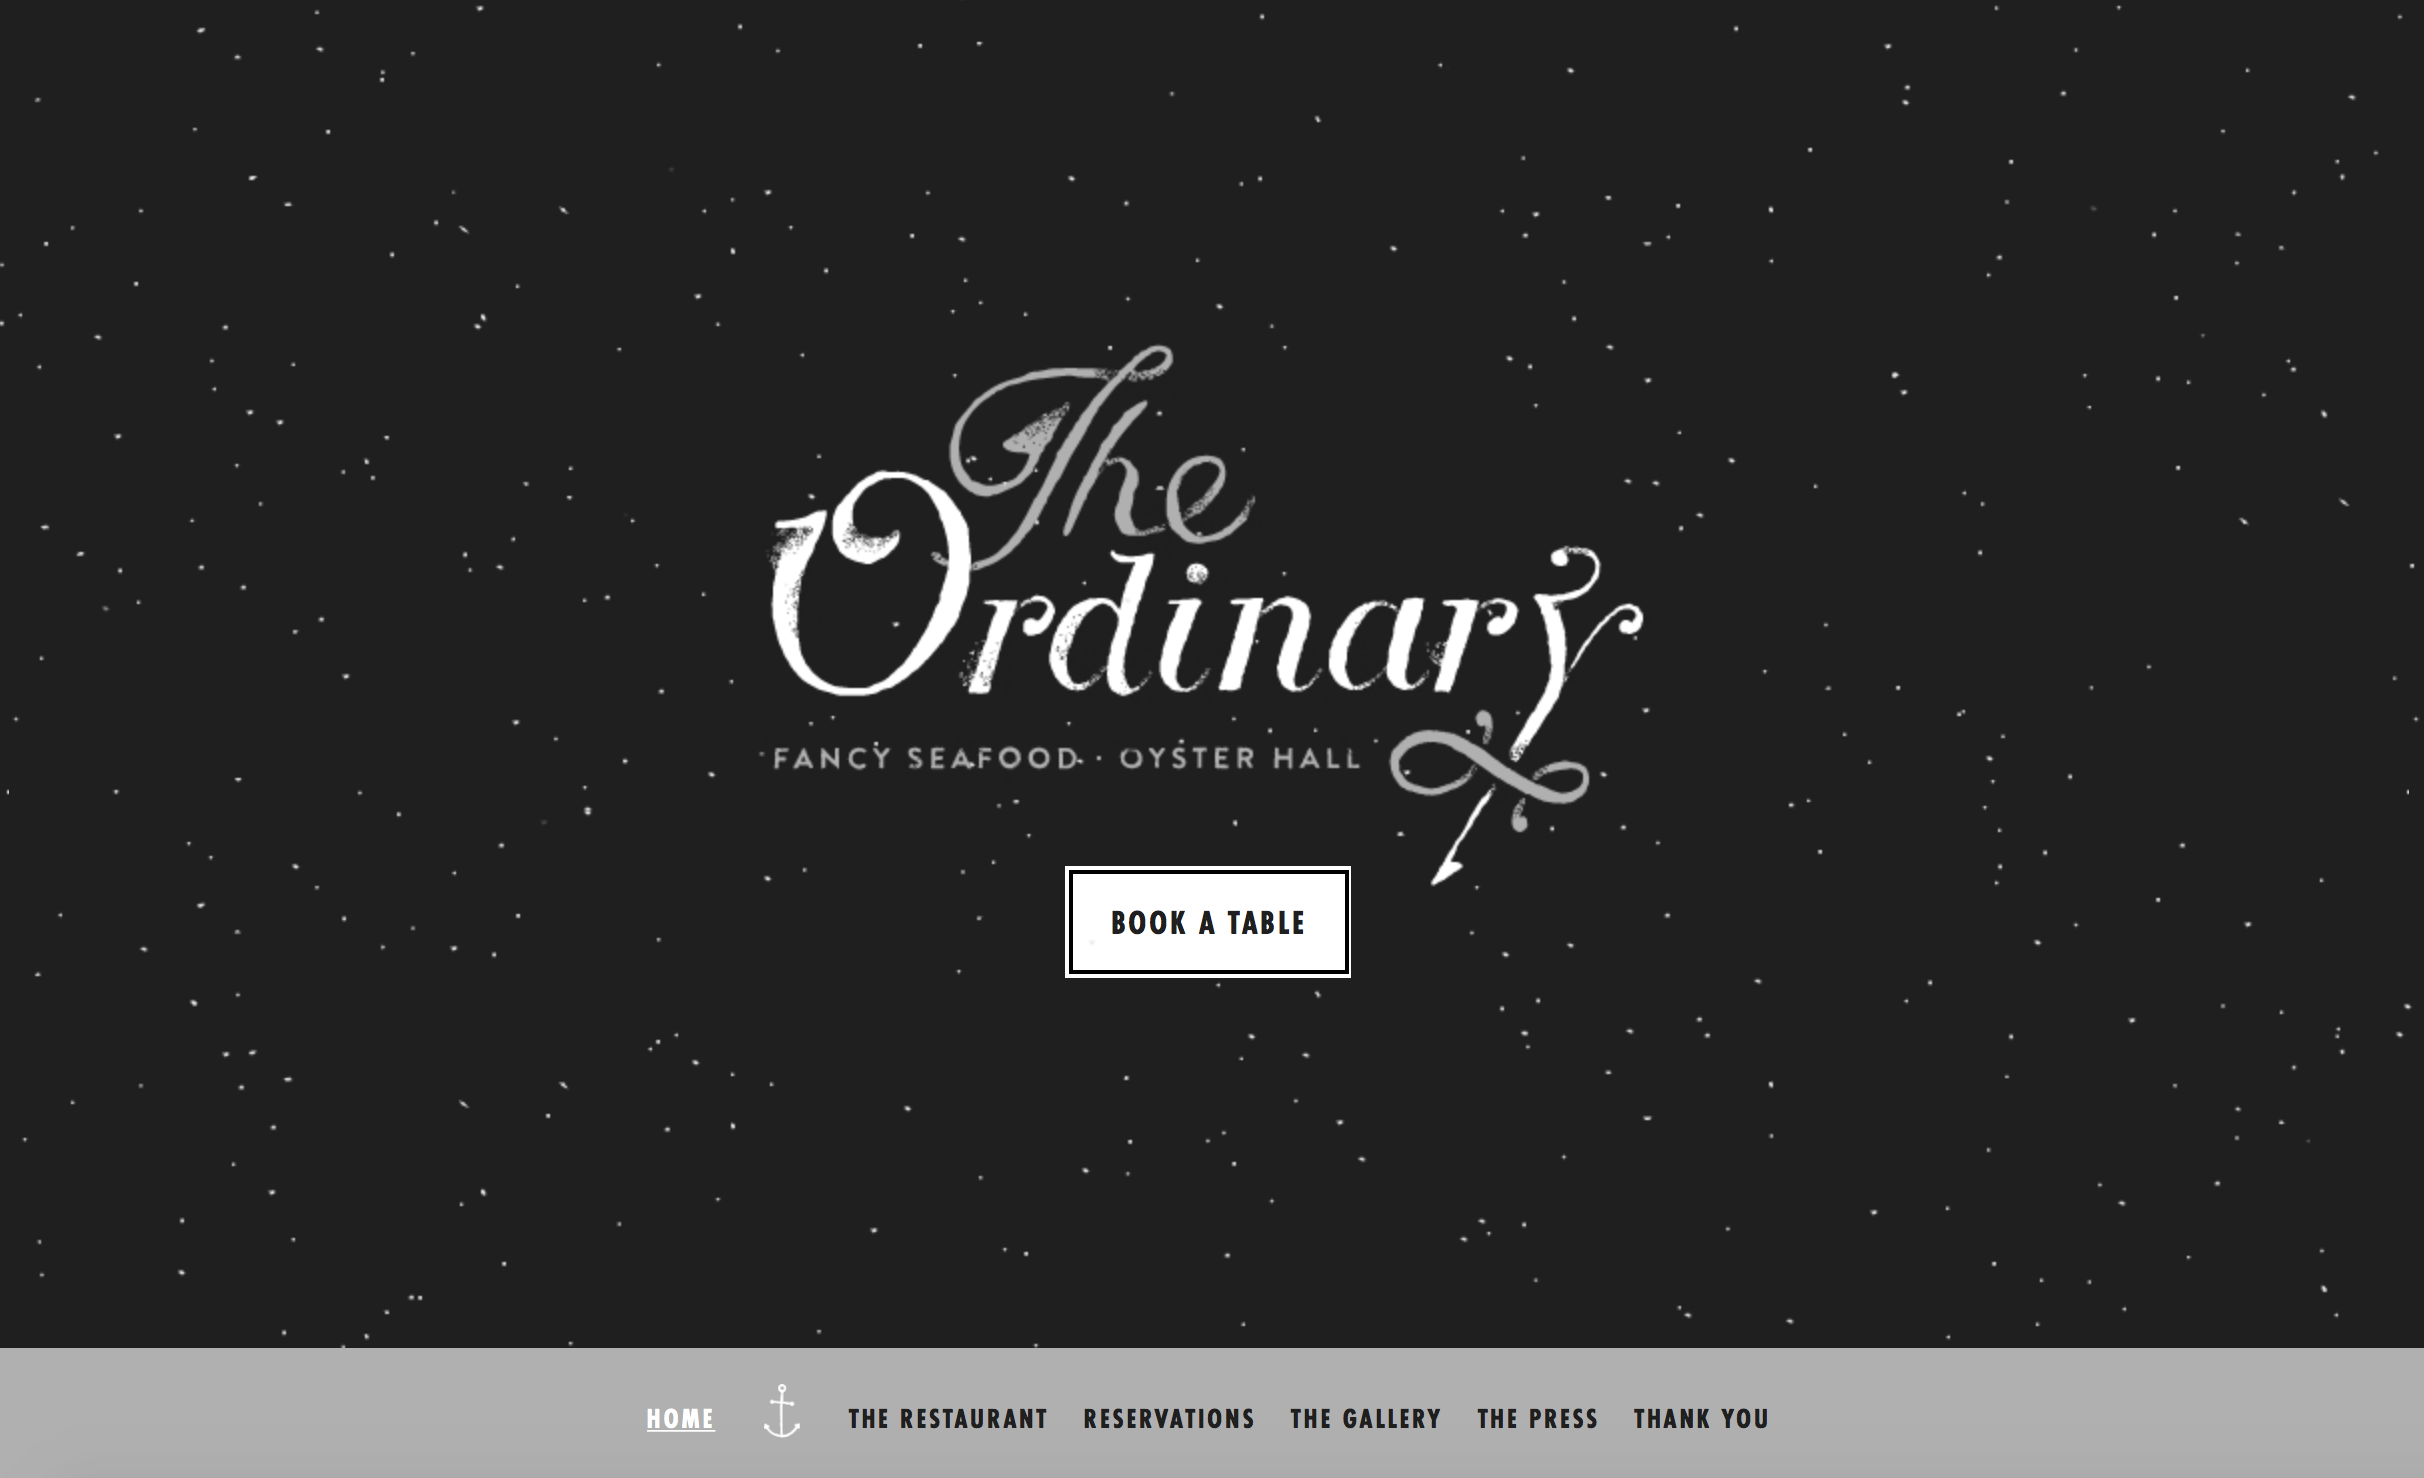 The
Ordinary
FANCY SEAFOOD · OYSTER HALL
BOOK A TABLE
HOME THE RESTAURANT RESERVATIONS THE GALLERY THE PRESS THANK YOU